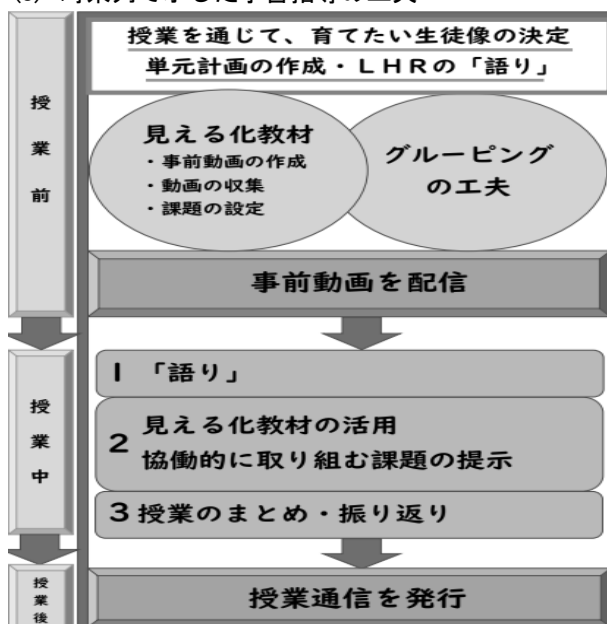 授業を通じて、育てたい生徒像の決定
単元計画の作成・LHRの「語り」
授業前
見える化教材
・事前動画の作成
・動画の収集
・課題の設定
グルーピング
の工夫
事前動画を配信
授業中
1 「語り」
2 見える化教材の活用
協働的に取り組む課題の提示
3 授業のまとめ・振り返り
授業後
授業通信を発行